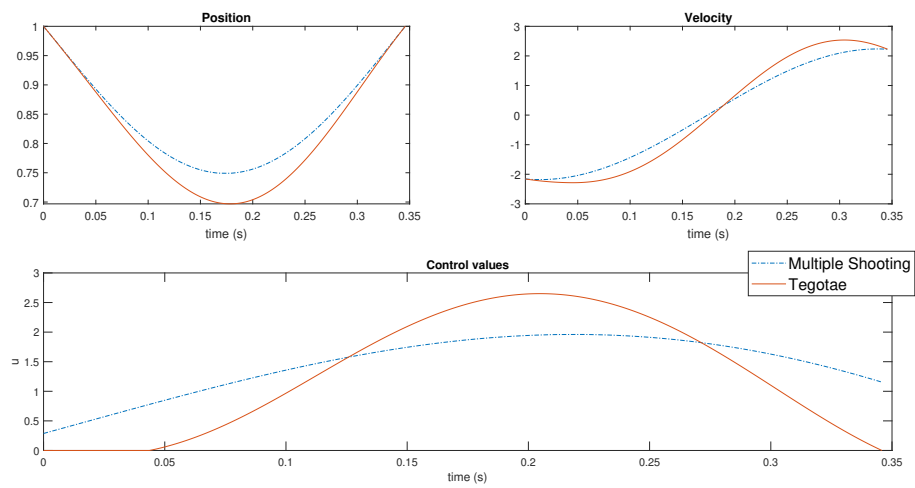 Position
Velocity
1
0.95
0.9
0.85
0.8
0.75
0.7
0 0.05 0.1 0.15 0.2 0.25 0.3 0.35
time (s)
3
2
1
0
-1
-2
-3
0 0.05 0.1 0.15 0.2 0.25 0.3 0.35
time (s)
Control values
Multiple Shooting
Tegotae
3
2.5
2
1.5
1
0.5
0
u
0 0.05 0.1 0.15 0.2 0.25 0.3 0.35
time (s)